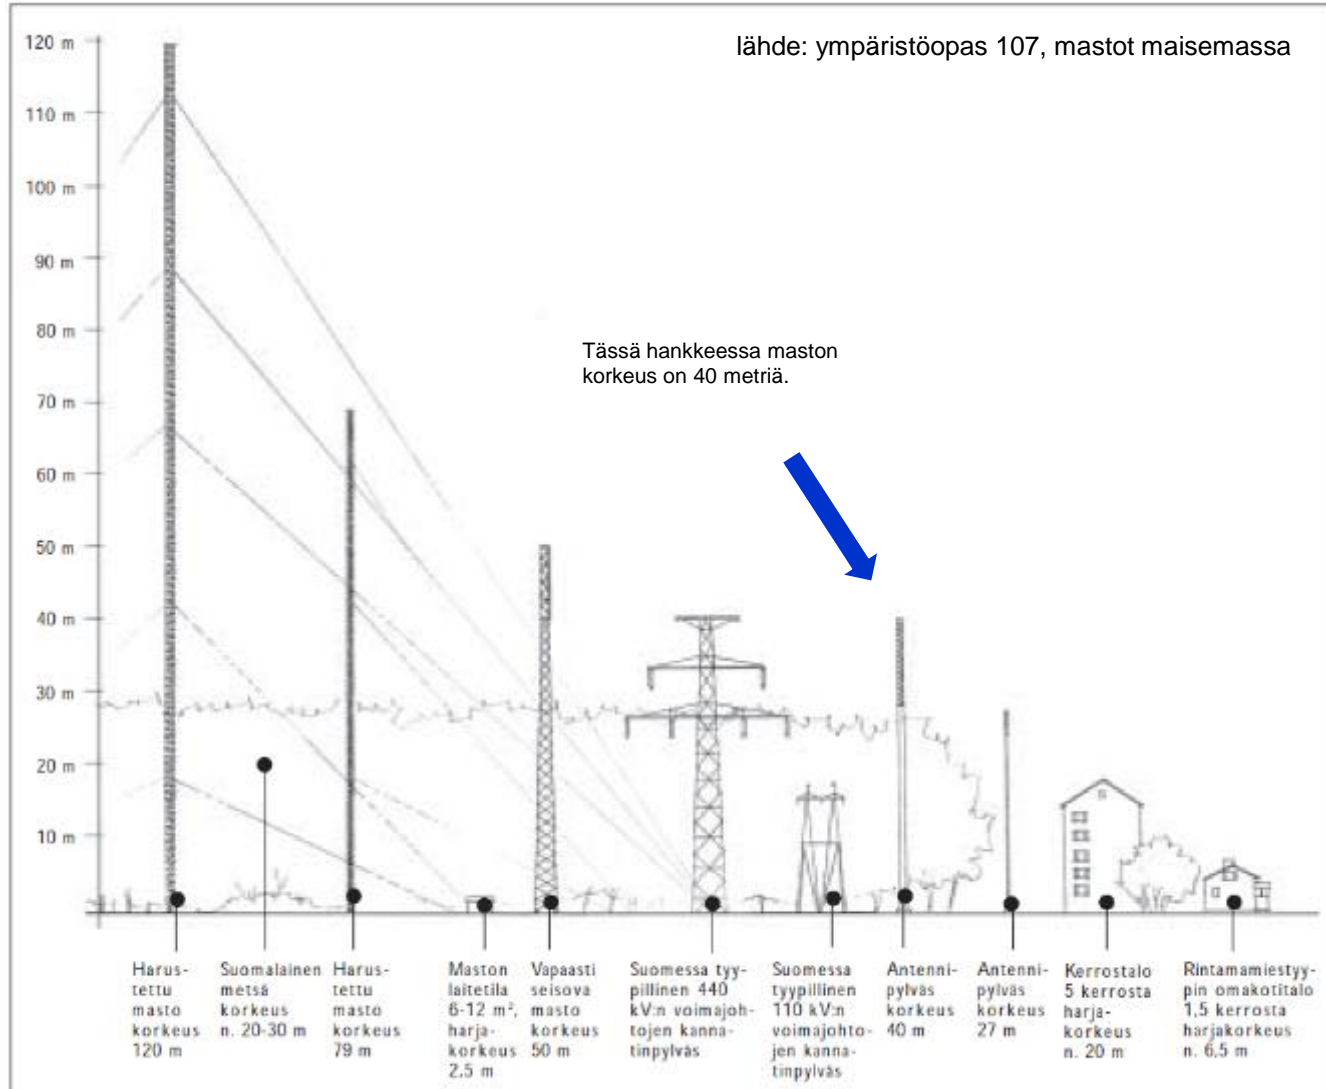 lähde: ympäristöopas 107, mastot maisemassa
120 m
110 m
100 m
90 m
80 m
70 m
60 m
50 m
40 m
30 m
20 m
10 m
Tässä hankkeessa maston
korkeus on 40 metriä.
Harus-
tettu
masto
korkeus
120 m
Suomalainen
metsä
korkeus
n. 20-30 m
Harus-
tettu
masto
korkeus
79 m
Maston
laitetila
6-12 m²,
harja-
korkeus
2.5 m
Vapaasti
seisova
masto
korkeus
50 m
Suomessa ty-
pillinen 440
kV:n voimajoh-
tojen kanna-
tinpylväs
Suomessa
tyypillinen
110 kV:n
voimajohto-
jen kanna-
tinpylväs
Antenni-
pylväs
korkeus
40 m
Antenni-
pylväs
korkeus
27 m
Kerrostalo
5 kerrosta
harja-
korkeus
n. 20 m
Rintamamiestyy-
pin omakotitalo
1,5 kerrosta
harjakorkeus
n. 6,5 m